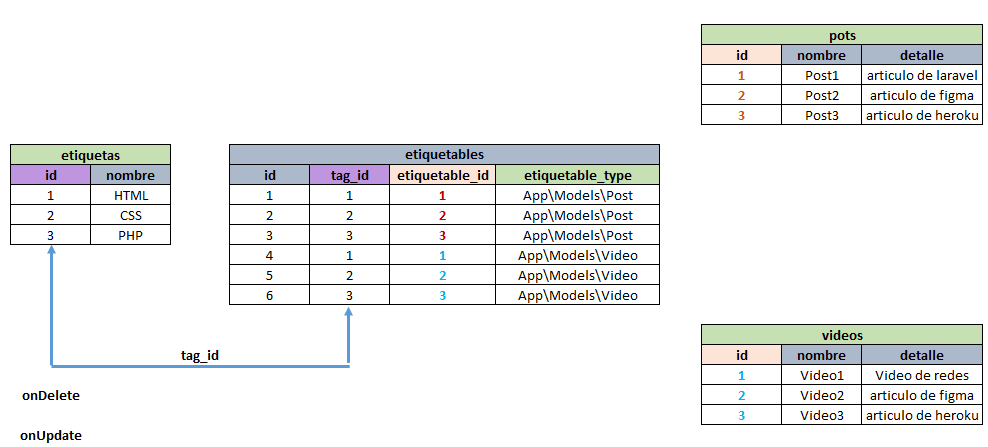 pots
id nombre detalle
1 Post1 articulo de laravel
2 Post2 articulo de figma
3 Post3 articulo de heroku
etiquetas
id nombre
1 HTML
2 CSS
3 PHP
etiquetables
id tag_id etiquetable_id etiquetable_type
1 1 1 App\Models\Post
2 2 2 App\Models\Post
3 3 3 App\Models\Post
4 1 1 App\Models\Video
5 2 2 App\Models\Video
6 3 3 App\Models\Video
tag_id
onDelete
onUpdate
videos
id nombre detalle
1 Video1 Video de redes
2 Video2 articulo de figma
3 Video3 articulo de heroku